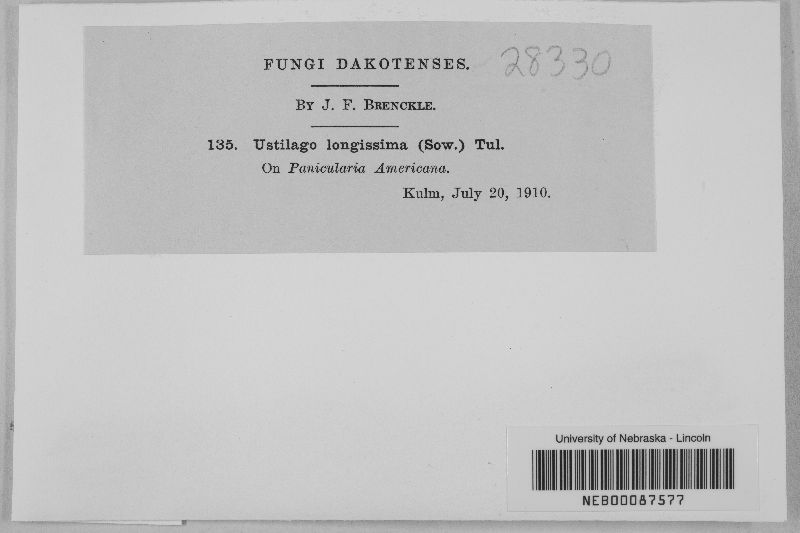 FUNGI DAKOTENSES. 28330
BY J. F. BRENCKLE.
135. Ustilago longissima (Sow.) Tul.
On Panicularia Americana.
Kulm, July 20, 1910.
University of Nebraska - Lincoln
NEB00087577